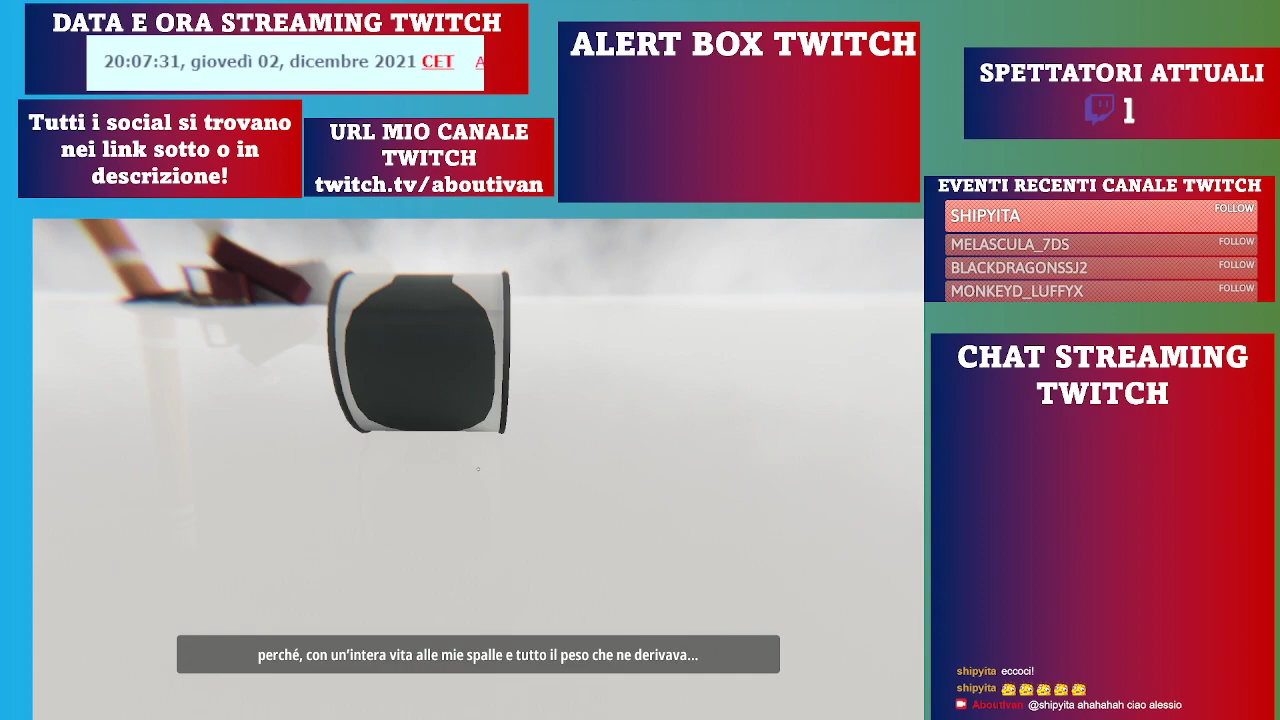 DATA E ORA STREAMING TWITCH
20:07:31, giovedì 02, dicembre 2021 CET A
Tutti i social si trovano
nei link sotto o in
descrizione!
URL MIO CANALE
TWITCH
twitch.tv/aboutivan
ALERT BOX TWITCH
SPETTATORI ATTUALI
1
EVENTI RECENTI CANALE TWITCH
SHIPYITA FOLLOW
MELASCULA_7DS FOLLOW
BLACKDRAGONSSJ2 FOLLOW
MONKEYD_LUFFYX FOLLOW
CHAT STREAMING
TWITCH
perché, con un'intera vita alle mie spalle e tutto il peso che ne derivava...
shipyita eccoci!
shipyita
Aboutivan @shipyita ahahahah ciao alessio